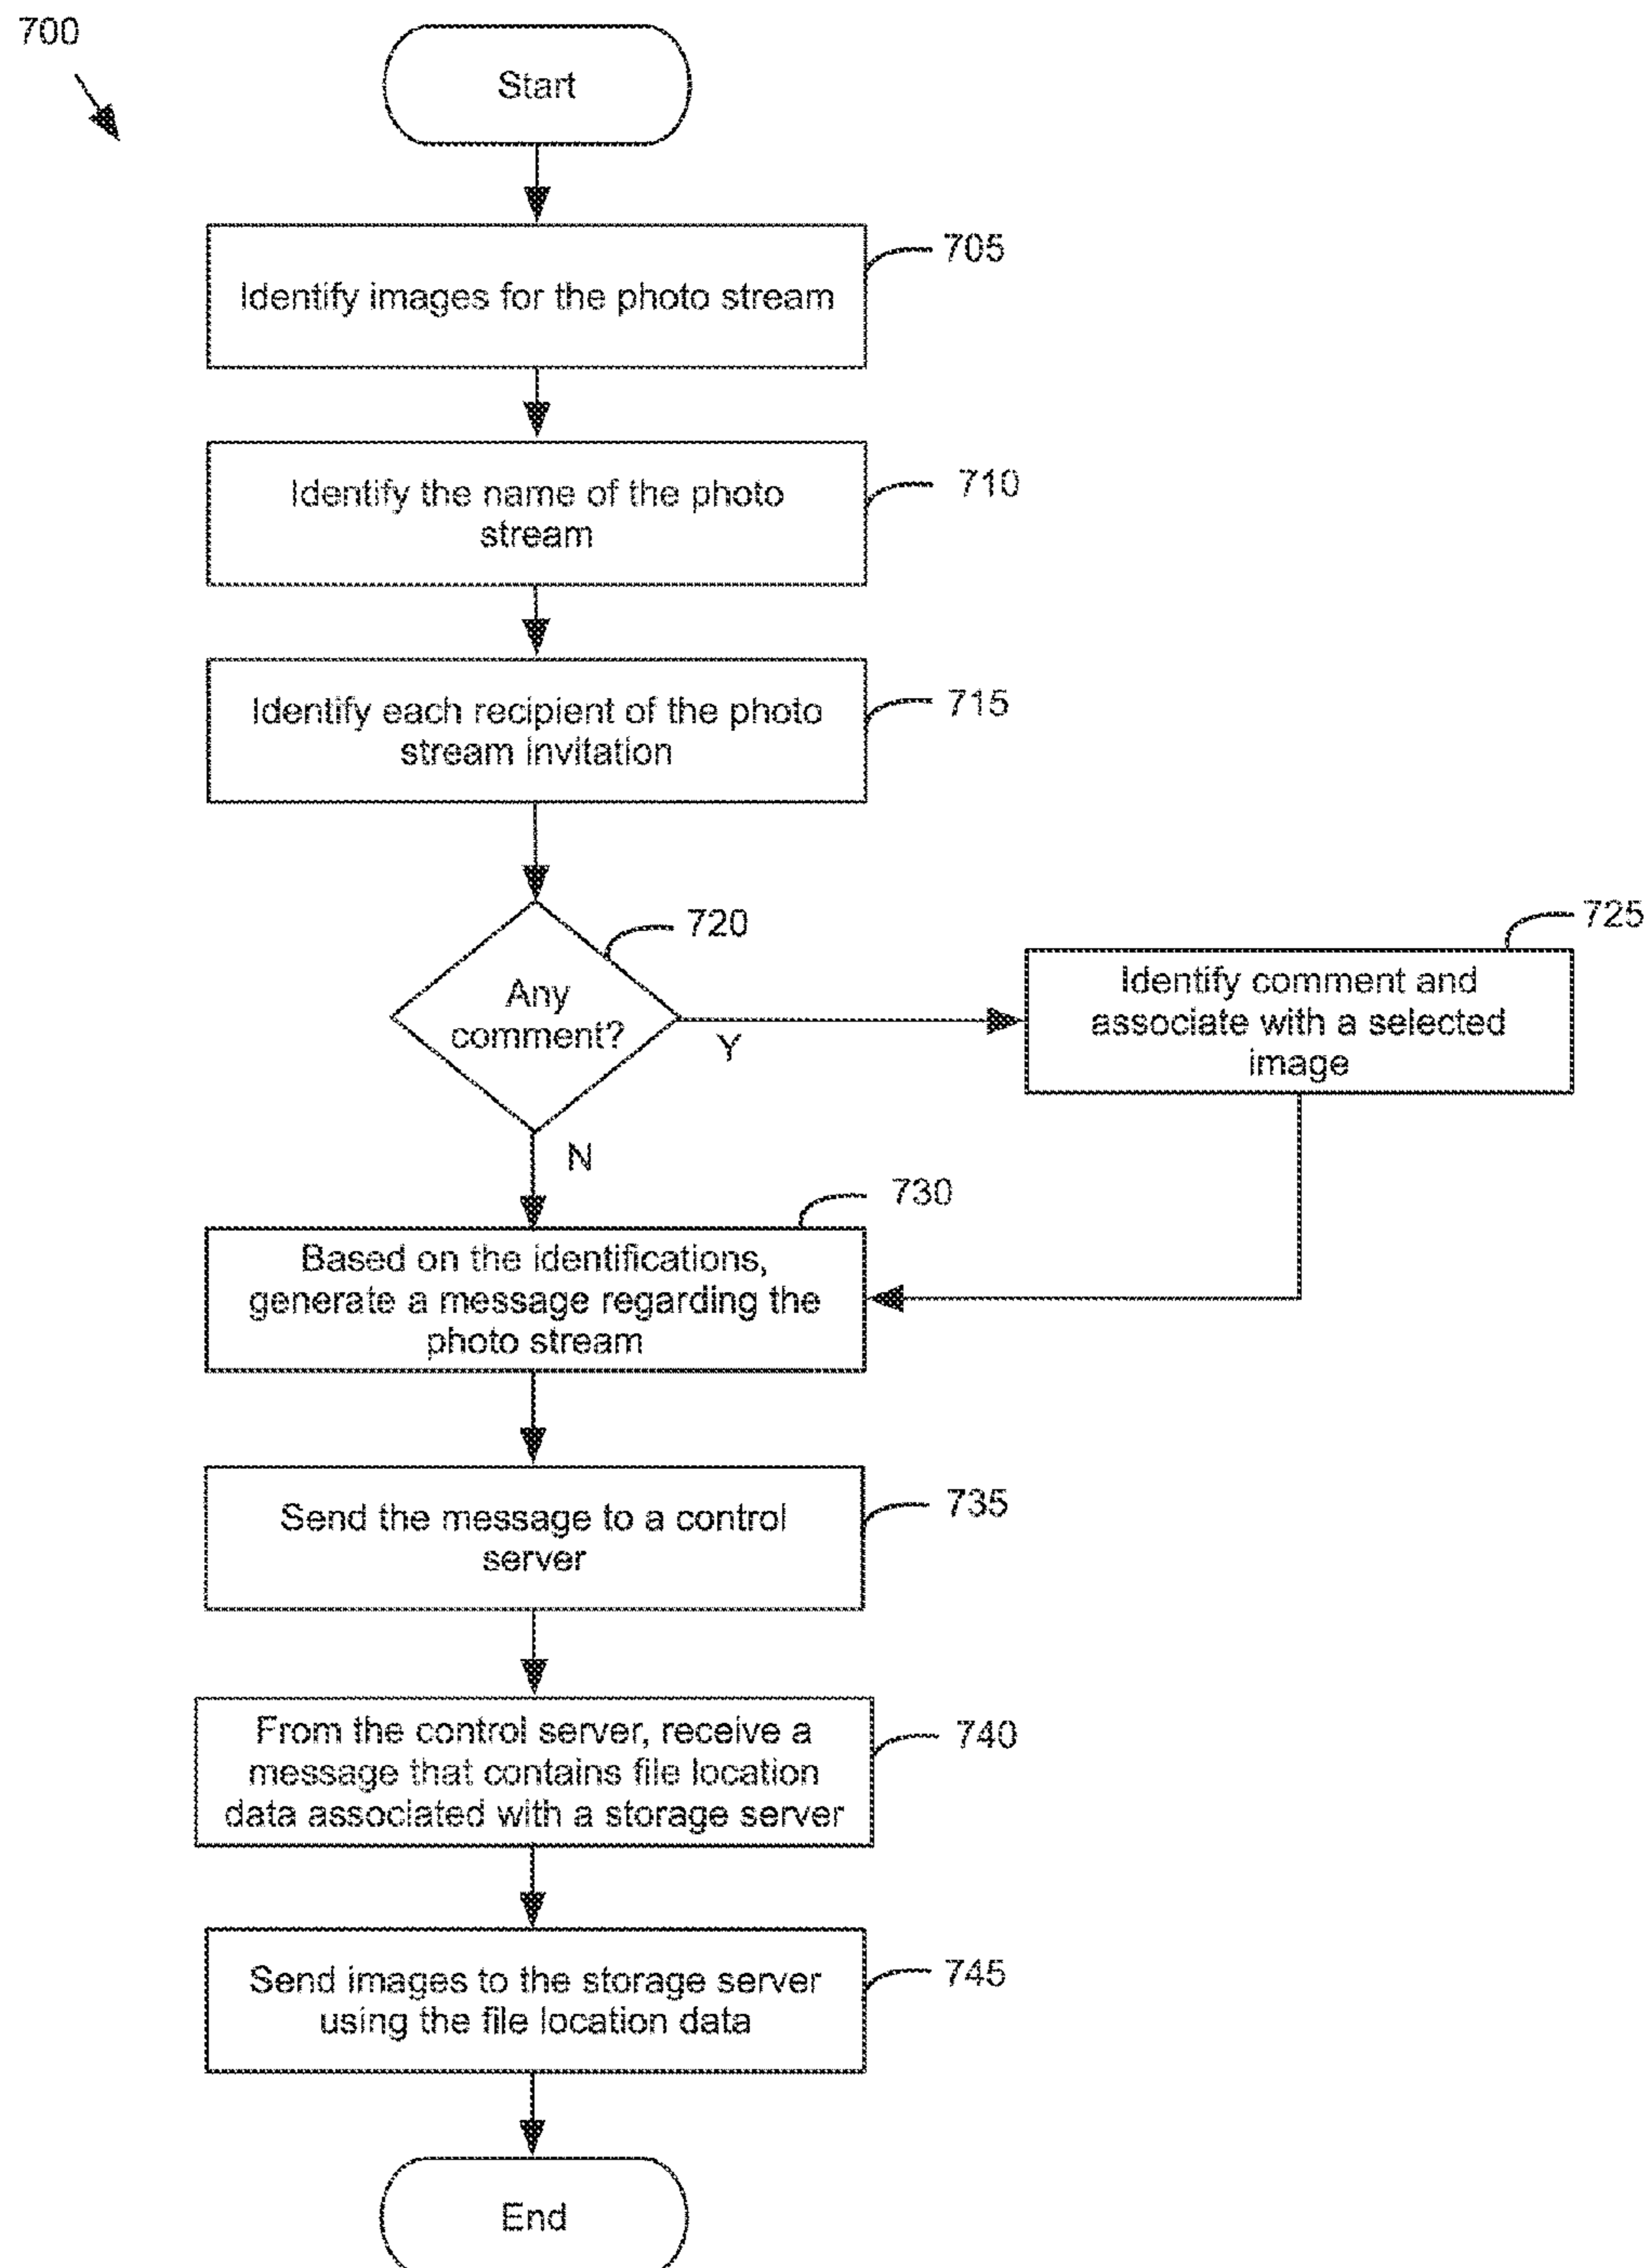 700
Start
705
Identify images for the photo stream
710
Identify the name of the photo
stream
715
Identify each recipient of the photo
stream invitation
720
Any
comment?
Y
725
Identify comment and
associate with a selected
image
N
730
Based on the identifications,
generate a message regarding the
photo stream
735
Send the message to a control
server
740
From the control server, receive a
message that contains file location
data associated with a storage server
745
Send images to the storage server
using the file location data
End